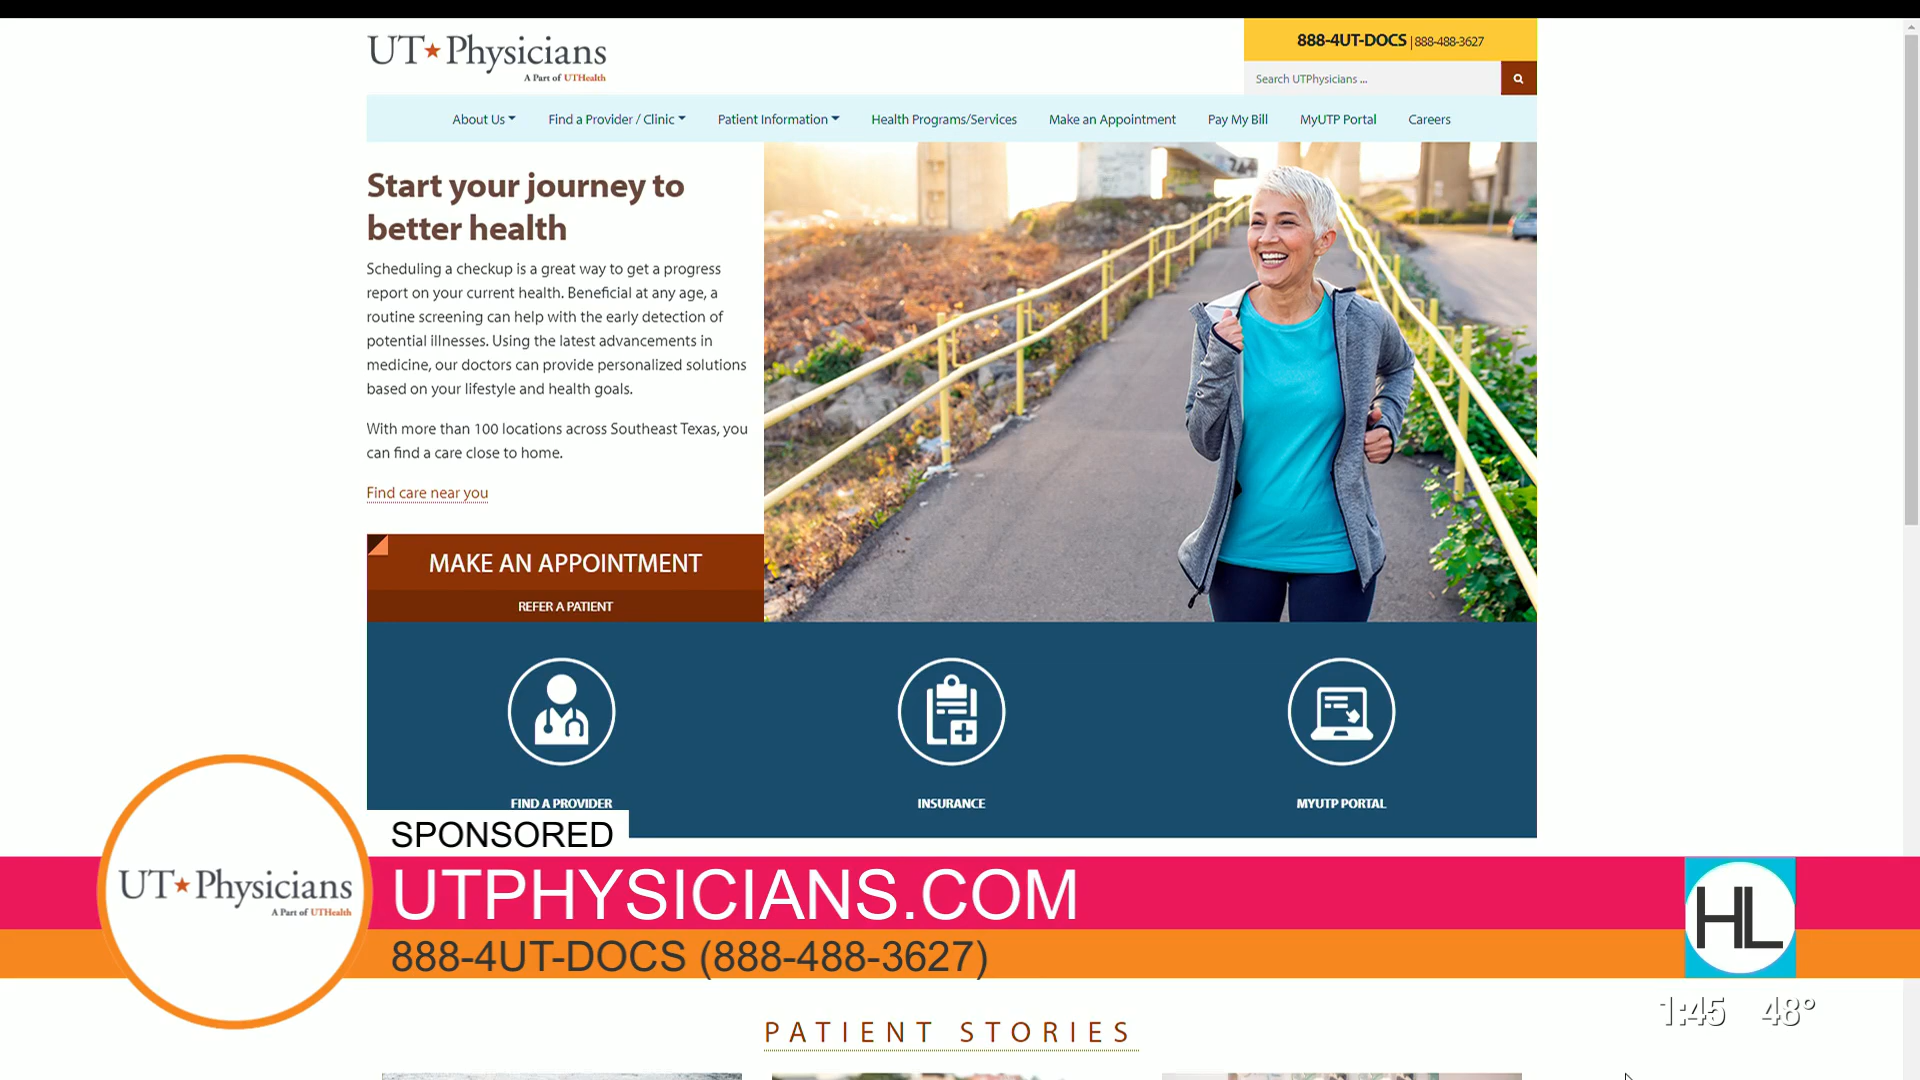 UT★Physicians
A Part of UTHealth
888-4UT-DOCS | 888-488-3627
Search UTPhysicians ...
About Us Find a Provider / Clinic Patient Information Health Programs/Services Make an Appointment Pay My Bill MyUTP Portal Careers
Start your journey to
better health
Scheduling a checkup is a great way to get a progress
report on your current health. Beneficial at any age, a
routine screening can help with the early detection of
potential illnesses. Using the latest advancements in
medicine, our doctors can provide personalized solutions
based on your lifestyle and health goals.
With more than 100 locations across Southeast Texas, you
can find a care close to home.
Find care near you
MAKE AN APPOINTMENT
REFER A PATIENT
FIND A PROVIDER INSURANCE MYUTP PORTAL
SPONSORED
UT★Physicians
A Part of UTHealth
UTPHYSICIANS.COM
888-4UT-DOCS (888-488-3627)
HL
1:45 48°
PATIENT STORIES